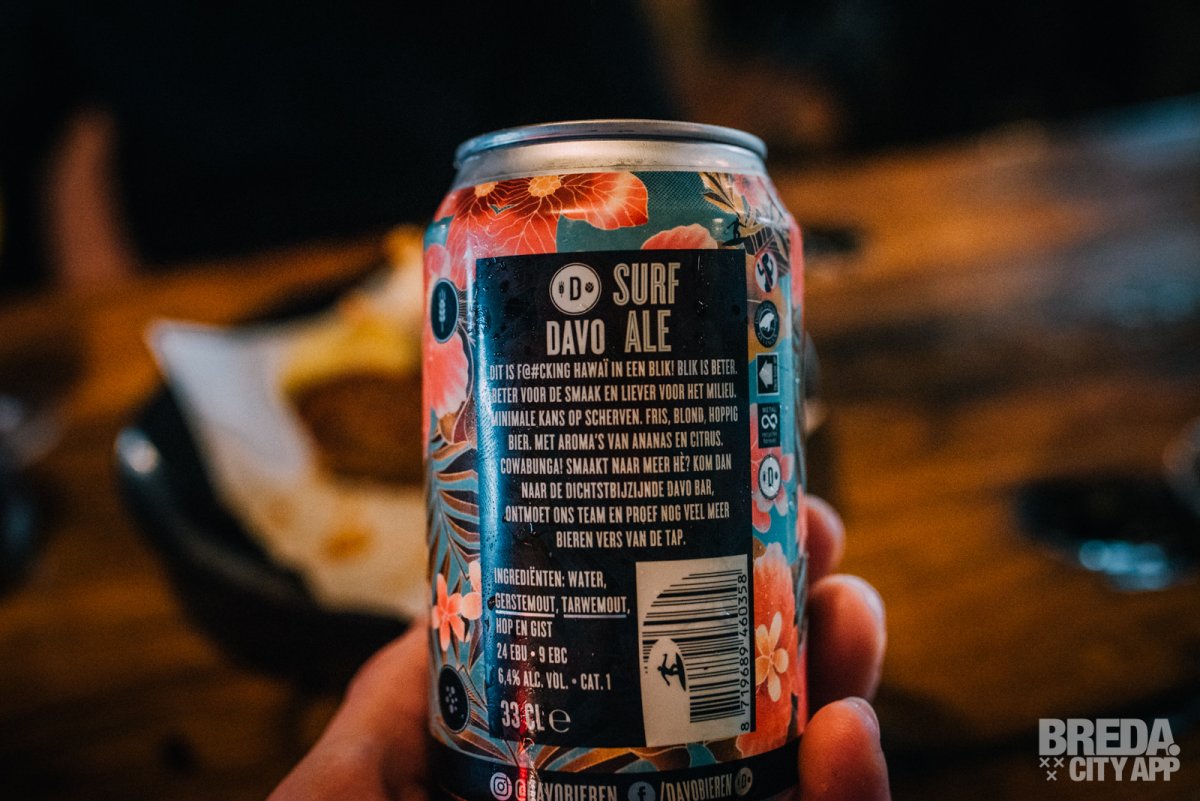 D SURF
DAVO ALE
DIT IS F@#CKING HAWAÏ IN EEN BLIK! BLIK IS BETER.
BETER VOOR DE SMAAK EN LIEVER VOOR HET MILIEU.
MINIMALE KANS OP SCHERVEN. FRIS, BLOND, HOPPIG
BIER. MET AROMA'S VAN ANANAS EN CITRUS.
COWABUNGA! SMAAKT NAAR MEER HÈ? KOM DAN
NAAR DE DICHTSTBIJZIJNDE DAVO BAR,
ONTMOET ONS TEAM EN PROEF NOG VEEL MEER
BIEREN VERS VAN DE TAP.
INGREDIËNTEN: WATER,
GERSTEMOUT, TARWEMOUT,
HOP EN GIST
24 EBU • 9 EBC
6,4% ALC. VOL. • CAT. 1
33 CL e
8 719689 460358
METAL
D
@DAVOBIEREN /DAVOBIEREN D
BREDA.
CITY APP